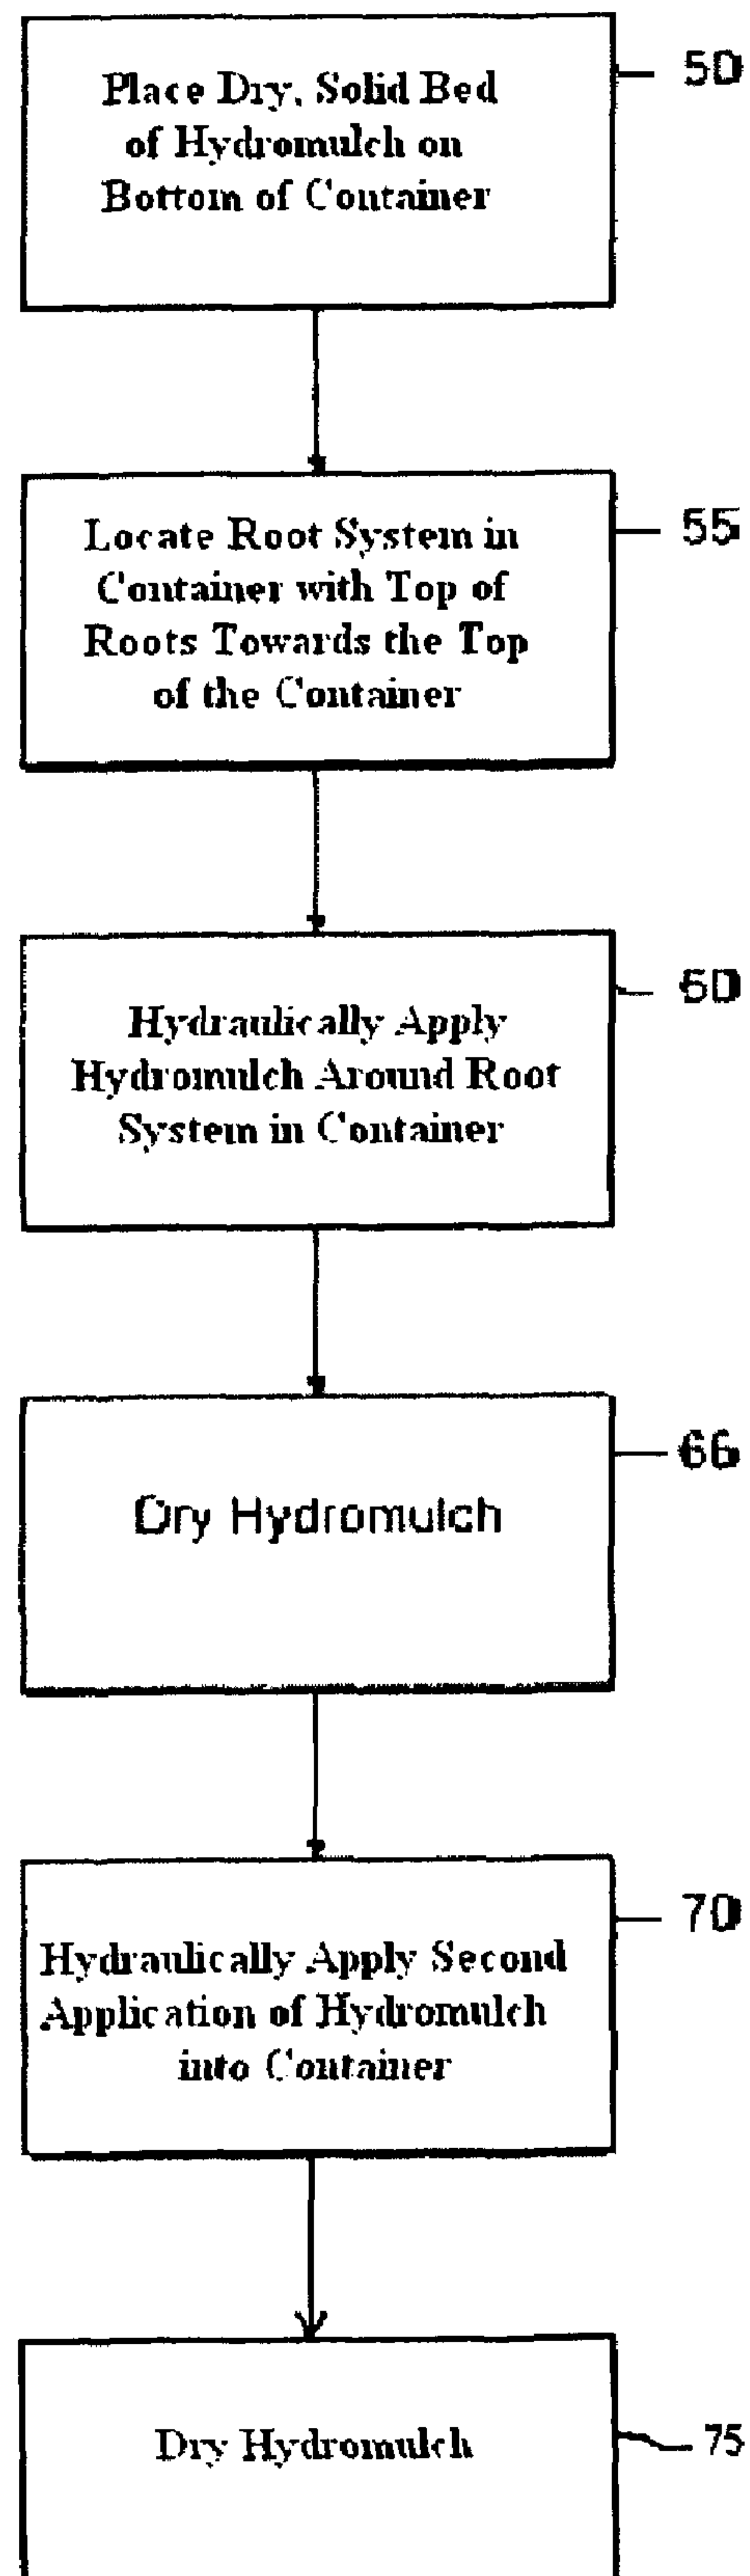 Place Dry, Solid Bed
of Hydromulch on
Bottom of Container
50
Locate Root System in
Container with Top of
Roots Towards the Top
of the Container
55
Hydraulically Apply
Hydromulch Around Root
System in Container
60
Dry Hydromulch
66
Hydraulically Apply Second
Application of Hydromulch
into Container
70
Dry Hydromulch
75